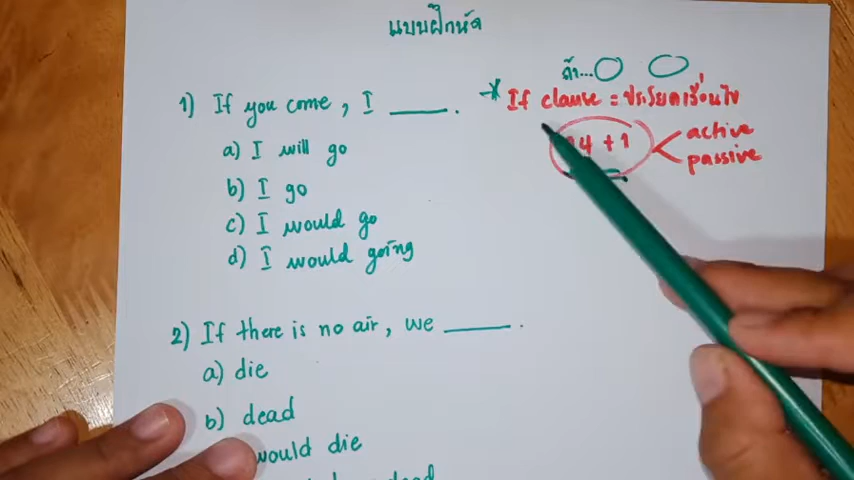 แบบฝึกหัด
1) If you come, I ____.
a) I will go
b) I go
c) I would go
d) I would going
ถ้า...
* If clause = ประโยคเงื่อนไข
4 + 1
active
passive
2) If there is no air, we ____.
a) die
b) dead
would die
dead